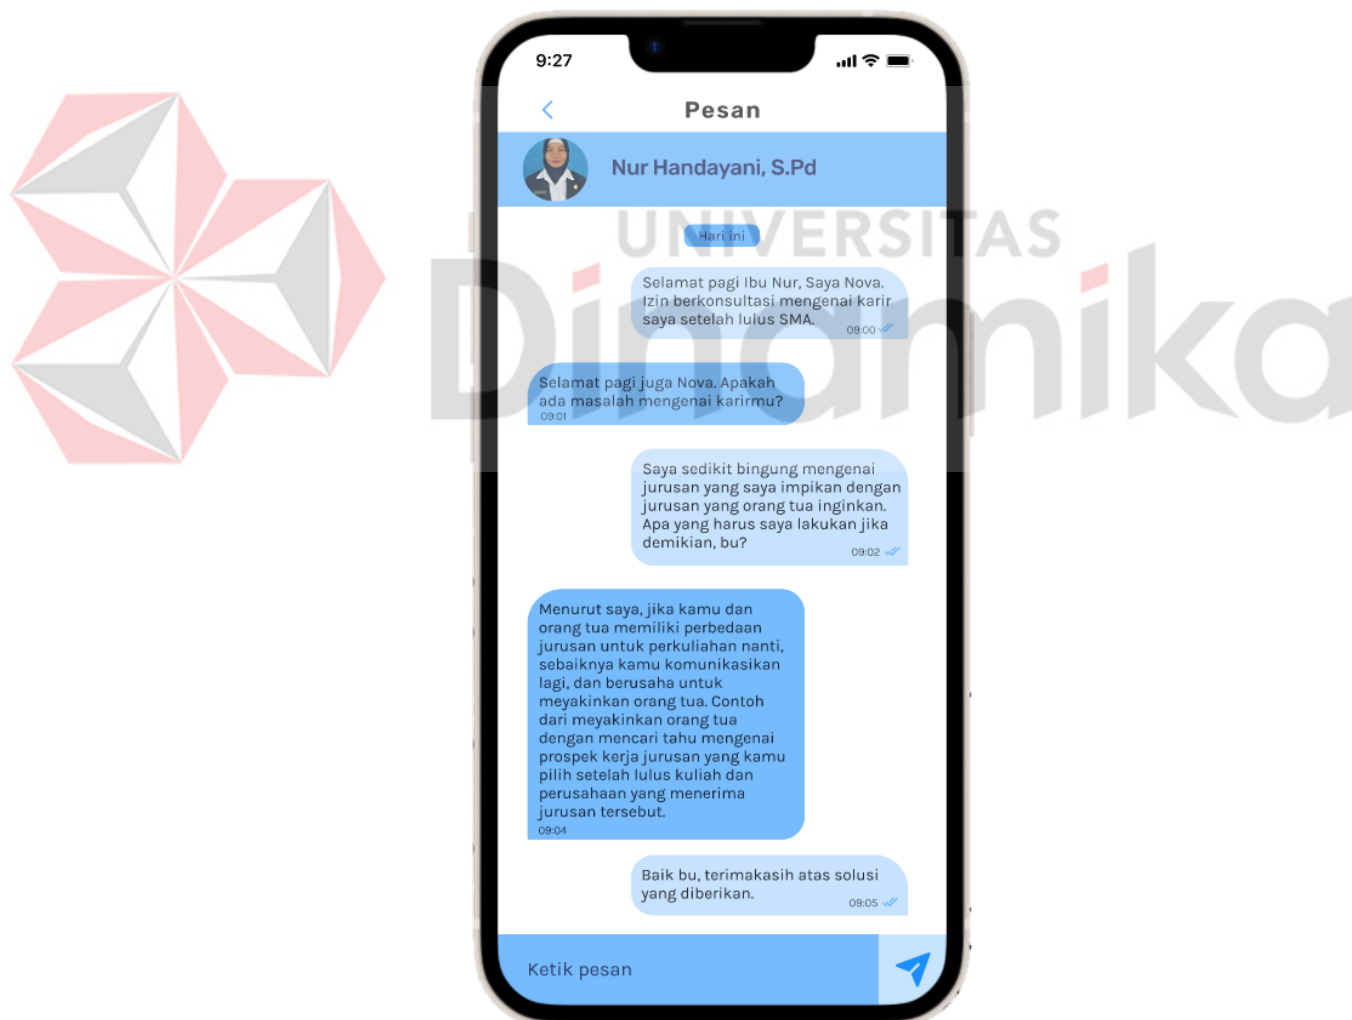 9:27
Pesan
Nur Handayani, S.Pd
UNIVERSITAS
Dinamika
Hari ini
Selamat pagi Ibu Nur, Saya Nova.
Izin berkonsultasi mengenai karir
saya setelah lulus SMA.
09:00
Selamat pagi juga Nova. Apakah
ada masalah mengenai karirmu?
09:01
Saya sedikit bingung mengenai
jurusan yang saya impikan dengan
jurusan yang orang tua inginkan.
Apa yang harus saya lakukan jika
demikian, bu?
09:02
Menurut saya, jika kamu dan
orang tua memiliki perbedaan
jurusan untuk perkuliahan nanti,
sebaiknya kamu komunikasikan
lagi, dan berusaha untuk
meyakinkan orang tua. Contoh
dari meyakinkan orang tua
dengan mencari tahu mengenai
prospek kerja jurusan yang kamu
pilih setelah lulus kuliah dan
perusahaan yang menerima
jurusan tersebut.
09:04
Baik bu, terimakasih atas solusi
yang diberikan.
09:05
Ketik pesan